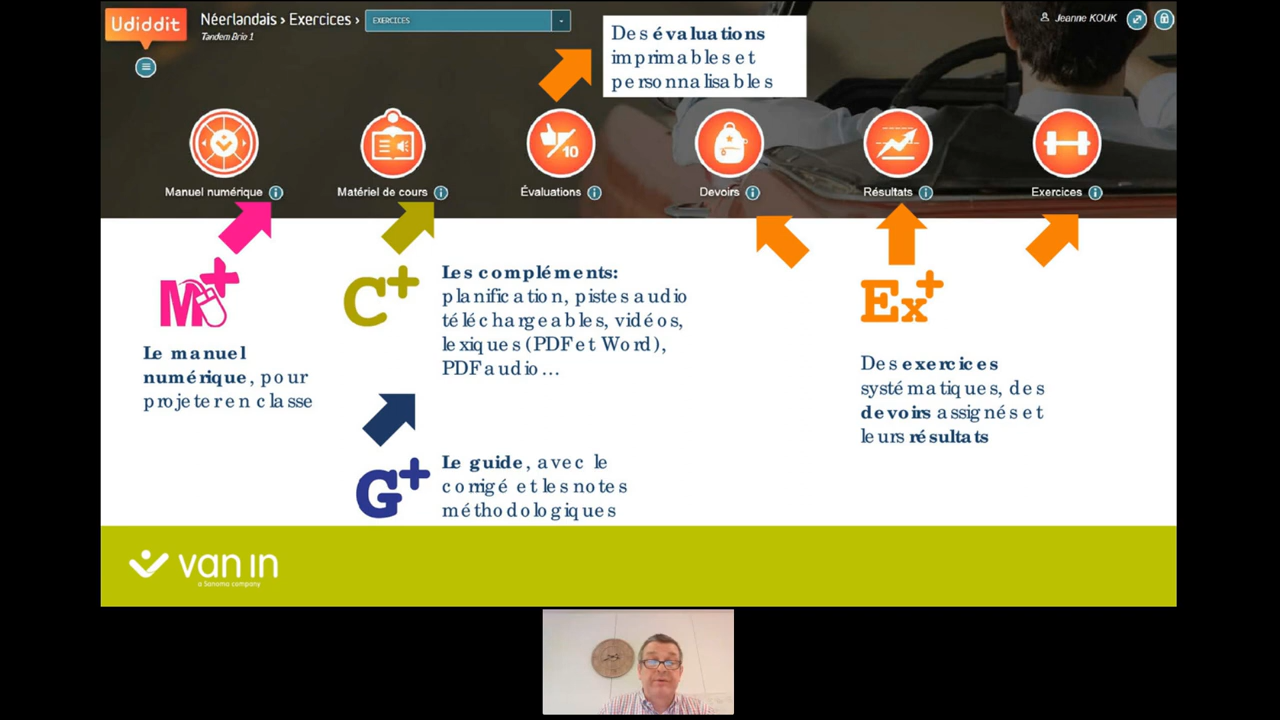 Udiddit
Néerlandais › Exercices ›
EXERCICES
Tandem Brio 1
Jeanne KOUK
Des évaluations
imprimables et
personnalisables
10
Manuel numérique
Matériel de cours
Évaluations
Devoirs
Résultats
Exercices
M+
Le manuel
numérique, pour
projeter en classe
C+
Les compléments:
planification, pistes audio
téléchargeables, vidéos,
lexiques (PDF et Word),
PDF audio…
G+
Le guide, avec le
corrigé et les notes
méthodologiques
Ex+
Des exercices
systématiques, des
devoirs assignés et
leurs résultats
van in
a Sanoma company